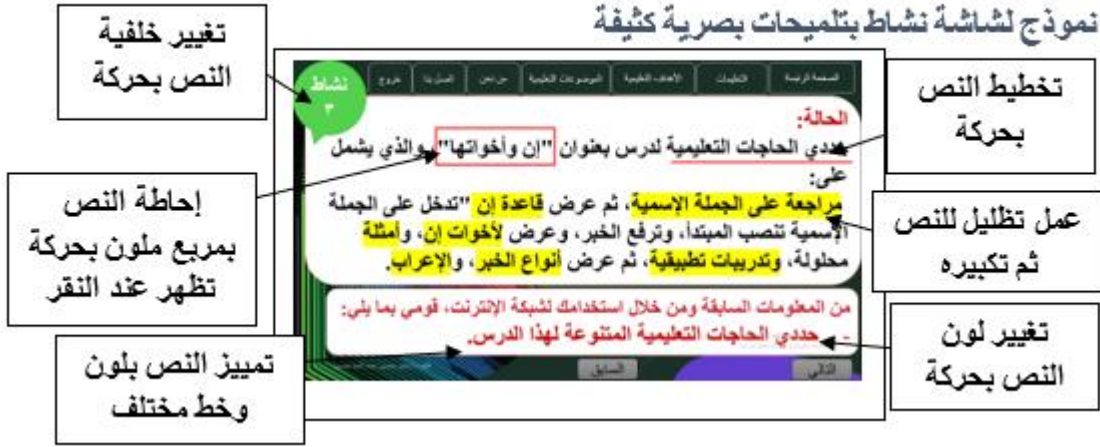 نموذج لشاشة نشاط بتلميحات بصرية كثيفة
تغيير خلفية
النص بحركة
تخطيط النص
بحركة
إحاطة النص
بمربع ملون بحركة
تظهر عند النقر
عمل تظليل للنص
ثم تكبيره
تمييز النص بلون
وخط مختلف
تغيير لون
النص بحركة
الصفحة الرئيسة
التعليمات
الأهداف التعليمية
الموضوعات التعليمية
من نحن
اتصل بنا
خروج
نشاط
٣
الحالة:
حددي الحاجات التعليمية لدرس بعنوان "إن وأخواتها" والذي يشمل
على:
مراجعة على الجملة الإسمية، ثم عرض قاعدة إن "تدخل على الجملة
الإسمية تنصب المبتدأ، وترفع الخبر، وعرض لأخوات إن، وأمثلة
محلولة، وتدريبات تطبيقية، ثم عرض أنواع الخبر، والإعراب.
من المعلومات السابقة ومن خلال استخدامك لشبكة الإنترنت، قومي بما يلي:
- حددي الحاجات التعليمية المتنوعة لهذا الدرس.
التالي
السابق